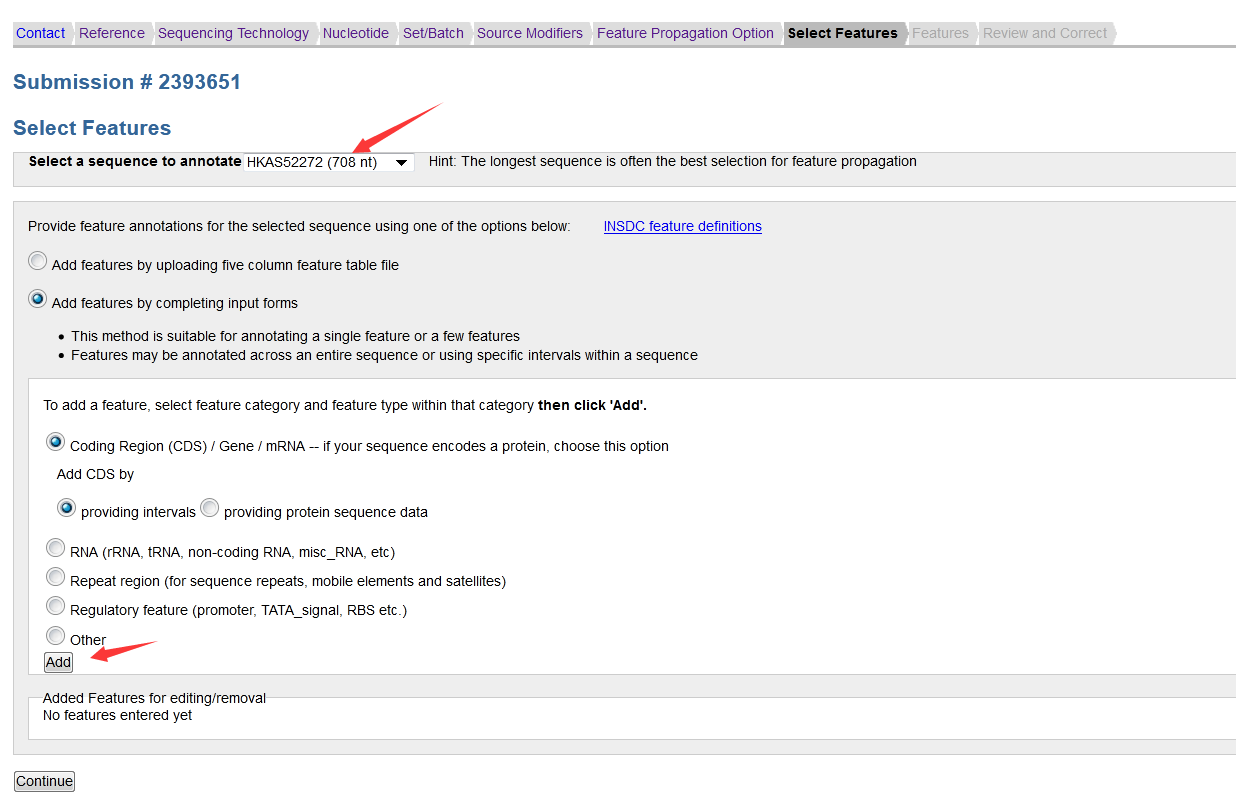 Contact Reference Sequencing Technology Nucleotide Set/Batch Source Modifiers Feature Propagation Option Select Features Features Review and Correct
Submission # 2393651
Select Features
Select a sequence to annotate HKAS52272 (708 nt) Hint: The longest sequence is often the best selection for feature propagation
Provide feature annotations for the selected sequence using one of the options below: INSDC feature definitions
Add features by uploading five column feature table file
Add features by completing input forms
• This method is suitable for annotating a single feature or a few features
• Features may be annotated across an entire sequence or using specific intervals within a sequence
To add a feature, select feature category and feature type within that category then click 'Add'.
Coding Region (CDS) / Gene / mRNA -- if your sequence encodes a protein, choose this option
Add CDS by
providing intervals providing protein sequence data
RNA (rRNA, tRNA, non-coding RNA, misc_RNA, etc)
Repeat region (for sequence repeats, mobile elements and satellites)
Regulatory feature (promoter, TATA_signal, RBS etc.)
Other
Add
Added Features for editing/removal
No features entered yet
Continue